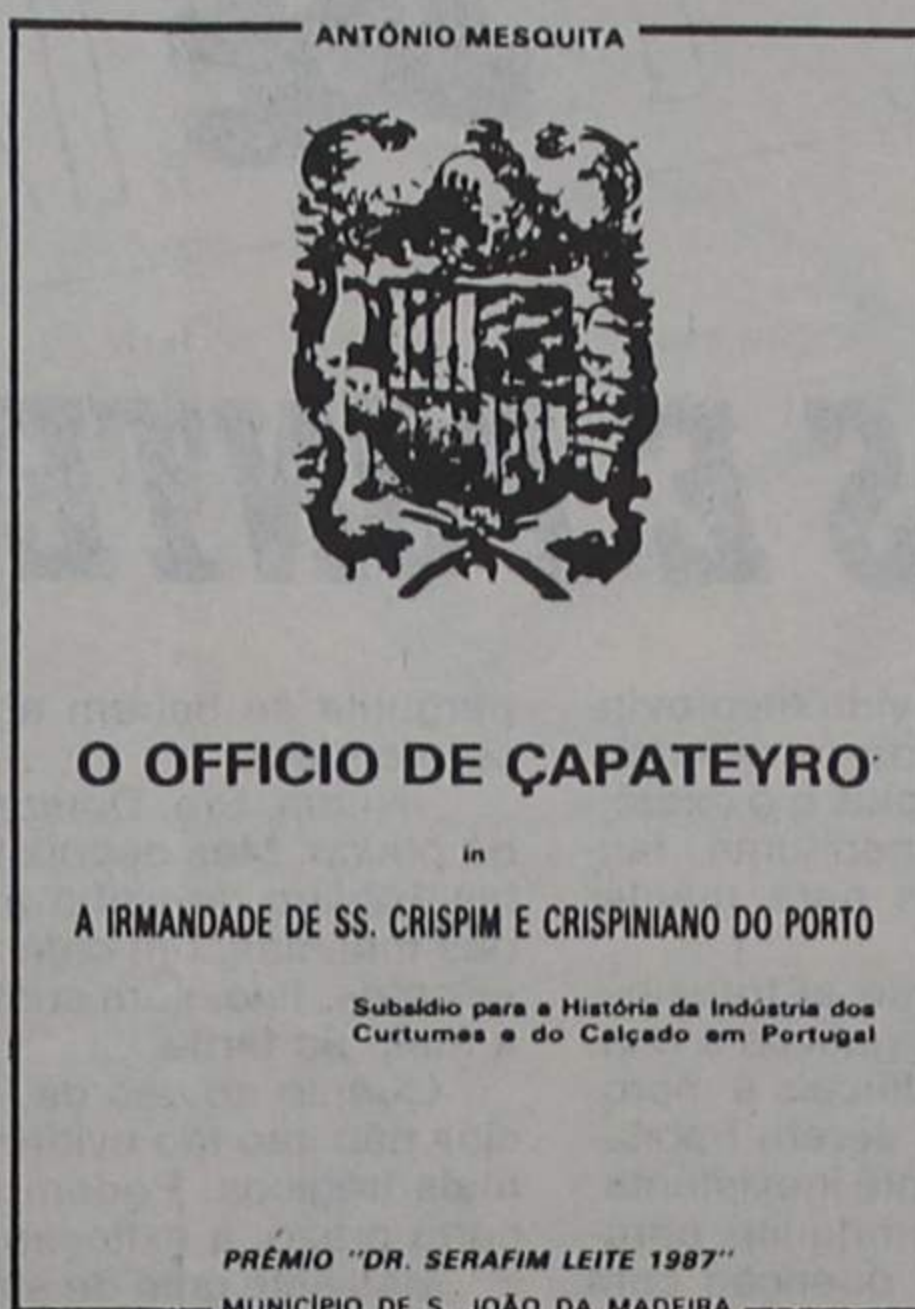 ANTÓNIO MESQUITA
O OFFICIO DE ÇAPATEYRO
in
A IRMANDADE DE SS. CRISPIM E CRISPINIANO DO PORTO
Subsídio para a História da Indústria dos
Curtumes e do Calçado em Portugal
PRÉMIO "DR. SERAFIM LEITE 1987"
MUNICÍPIO DE S. JOÃO DA MADEIRA